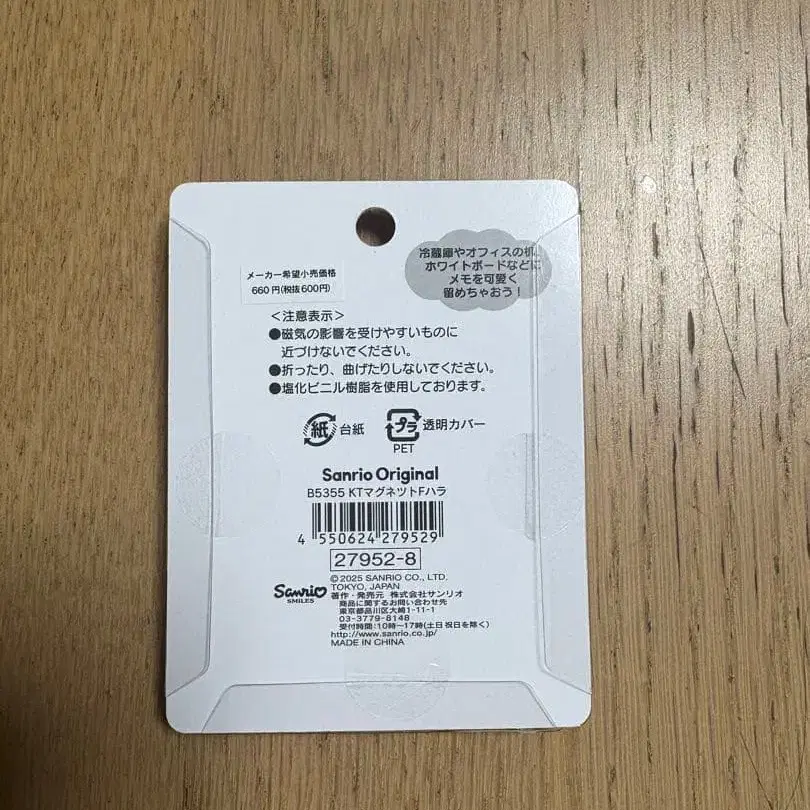 メーカー希望小売価格
660円(税抜600円)
冷蔵庫やオフィスの机、
ホワイトボードなどに
メモを可愛く
留めちゃおう！
＜注意表示＞
●磁気の影響を受けやすいものに
近づけないでください。
●折ったり、曲げたりしないでください。
●塩化ビニル樹脂を使用しております。
紙 台紙
プラ 透明カバー
PET
Sanrio Original
B5355 KTマグネットFハラ
4 550624 279529
27952-8
© 2025 SANRIO CO., LTD.
TOKYO, JAPAN
Sanrio
SMILES
著作・発売元 株式会社サンリオ
商品に関するお問い合わせ先
東京都品川区大崎1-11-1
03-3779-8148
受付時間：10時〜17時(土日祝日を除く)
http://www.sanrio.co.jp/
MADE IN CHINA